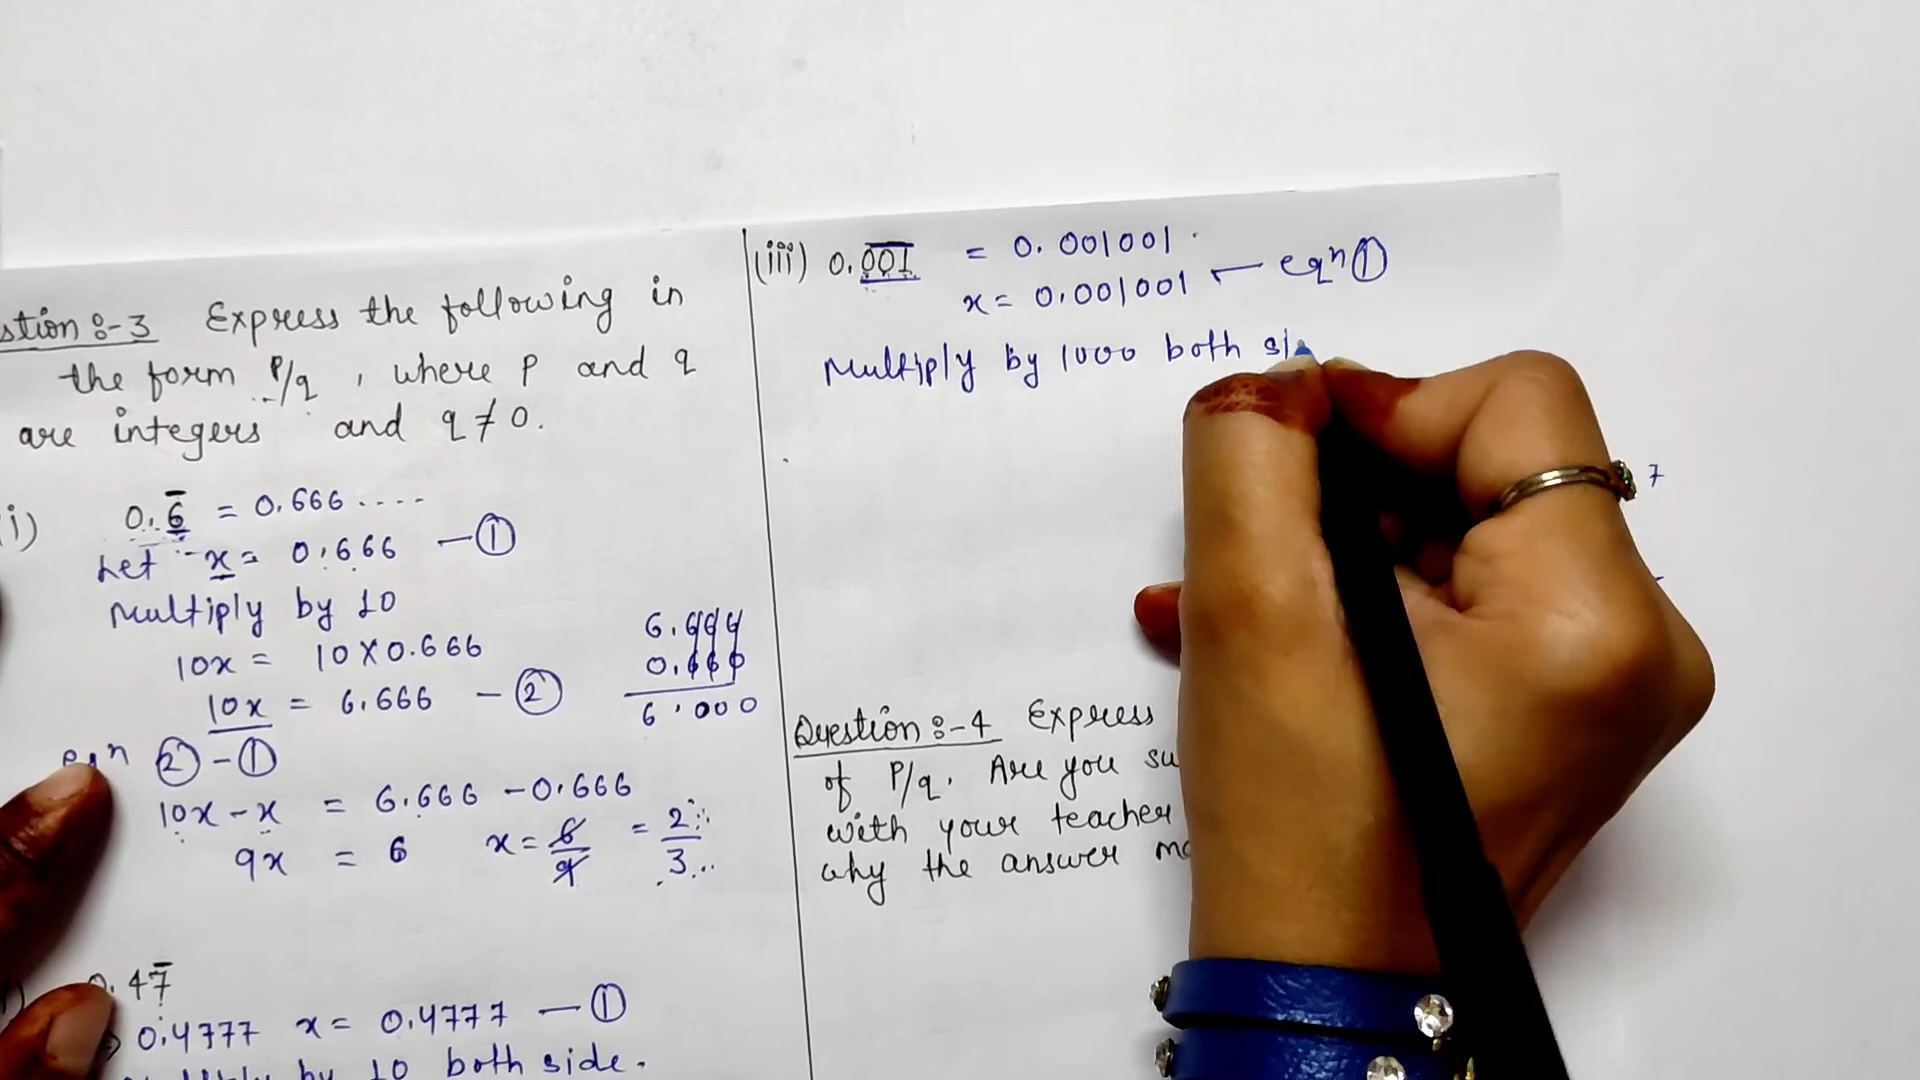 stion :- 3 Express the following in
the form P/q , where p and q
are integers and q ≠ 0.
i) 0.6̅ = 0.666 ....
Let x = 0.666 — ①
Multiply by 10
10x = 10 X 0.666
10x = 6.666 — ②
6.666
0.666
6.000
eqn ② - ①
10x - x = 6.666 - 0.666
9x = 6 x = 6/9 = 2/3
0.47̅
0.4777 x = 0.4777 — ①
by 10 both side.
(iii) 0.0̅0̅1̅ = 0.001001.
x = 0.001001 — eqn ①
Multiply by 1000 both si
7
Question :- 4 Express
of P/q. Are you su
with your teacher
why the answer ma